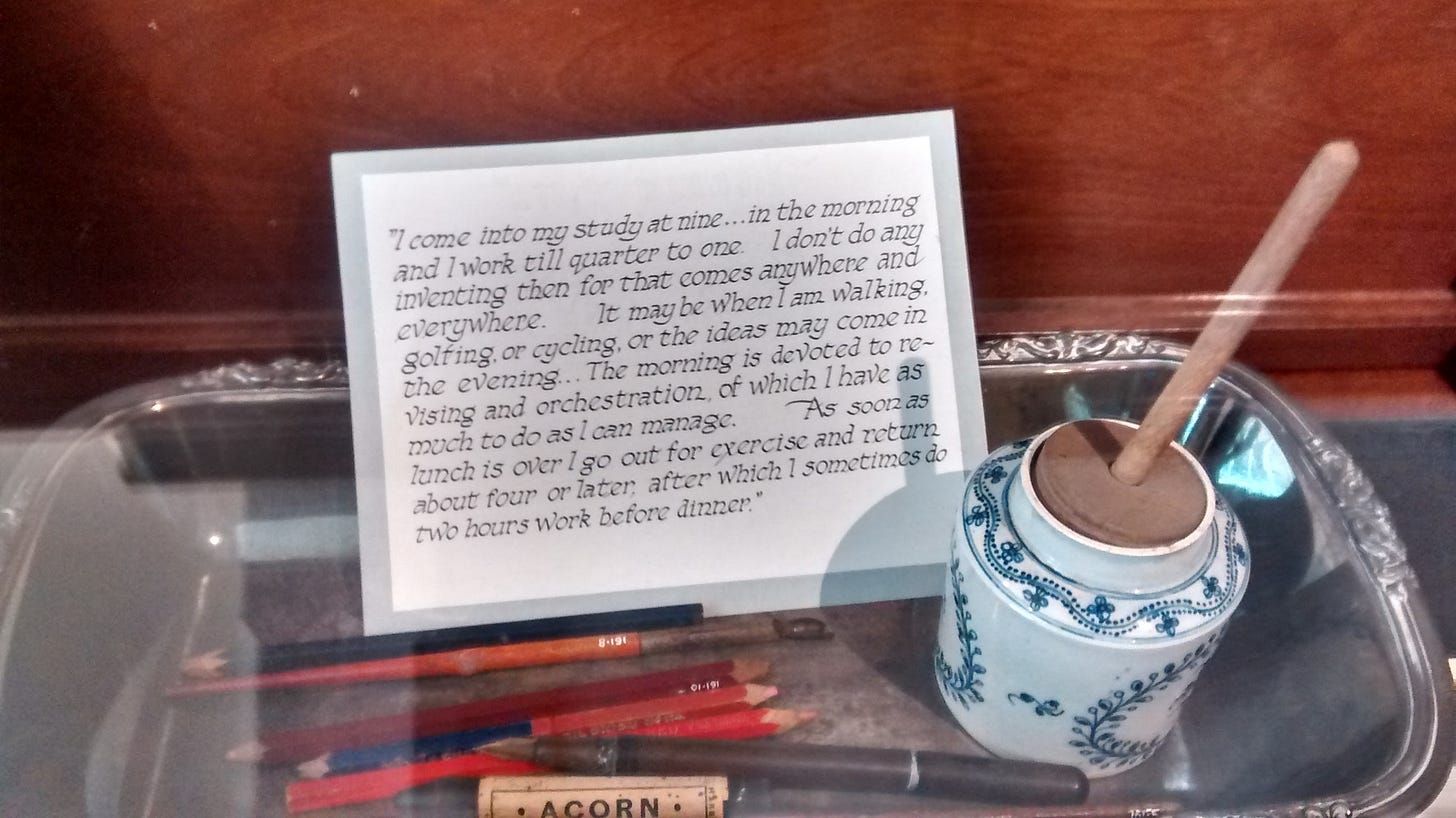 "I come into my study at nine...in the morning
and I work till quarter to one. I don't do any
inventing then for that comes anywhere and
everywhere. It may be when I am walking,
golfing, or cycling, or the ideas may come in
the evening... The morning is devoted to re~
vising and orchestration, of which I have as
much to do as I can manage. As soon as
lunch is over I go out for exercise and return
about four or later, after which I sometimes do
two hours work before dinner."
8-191
01-191
· ACORN ·